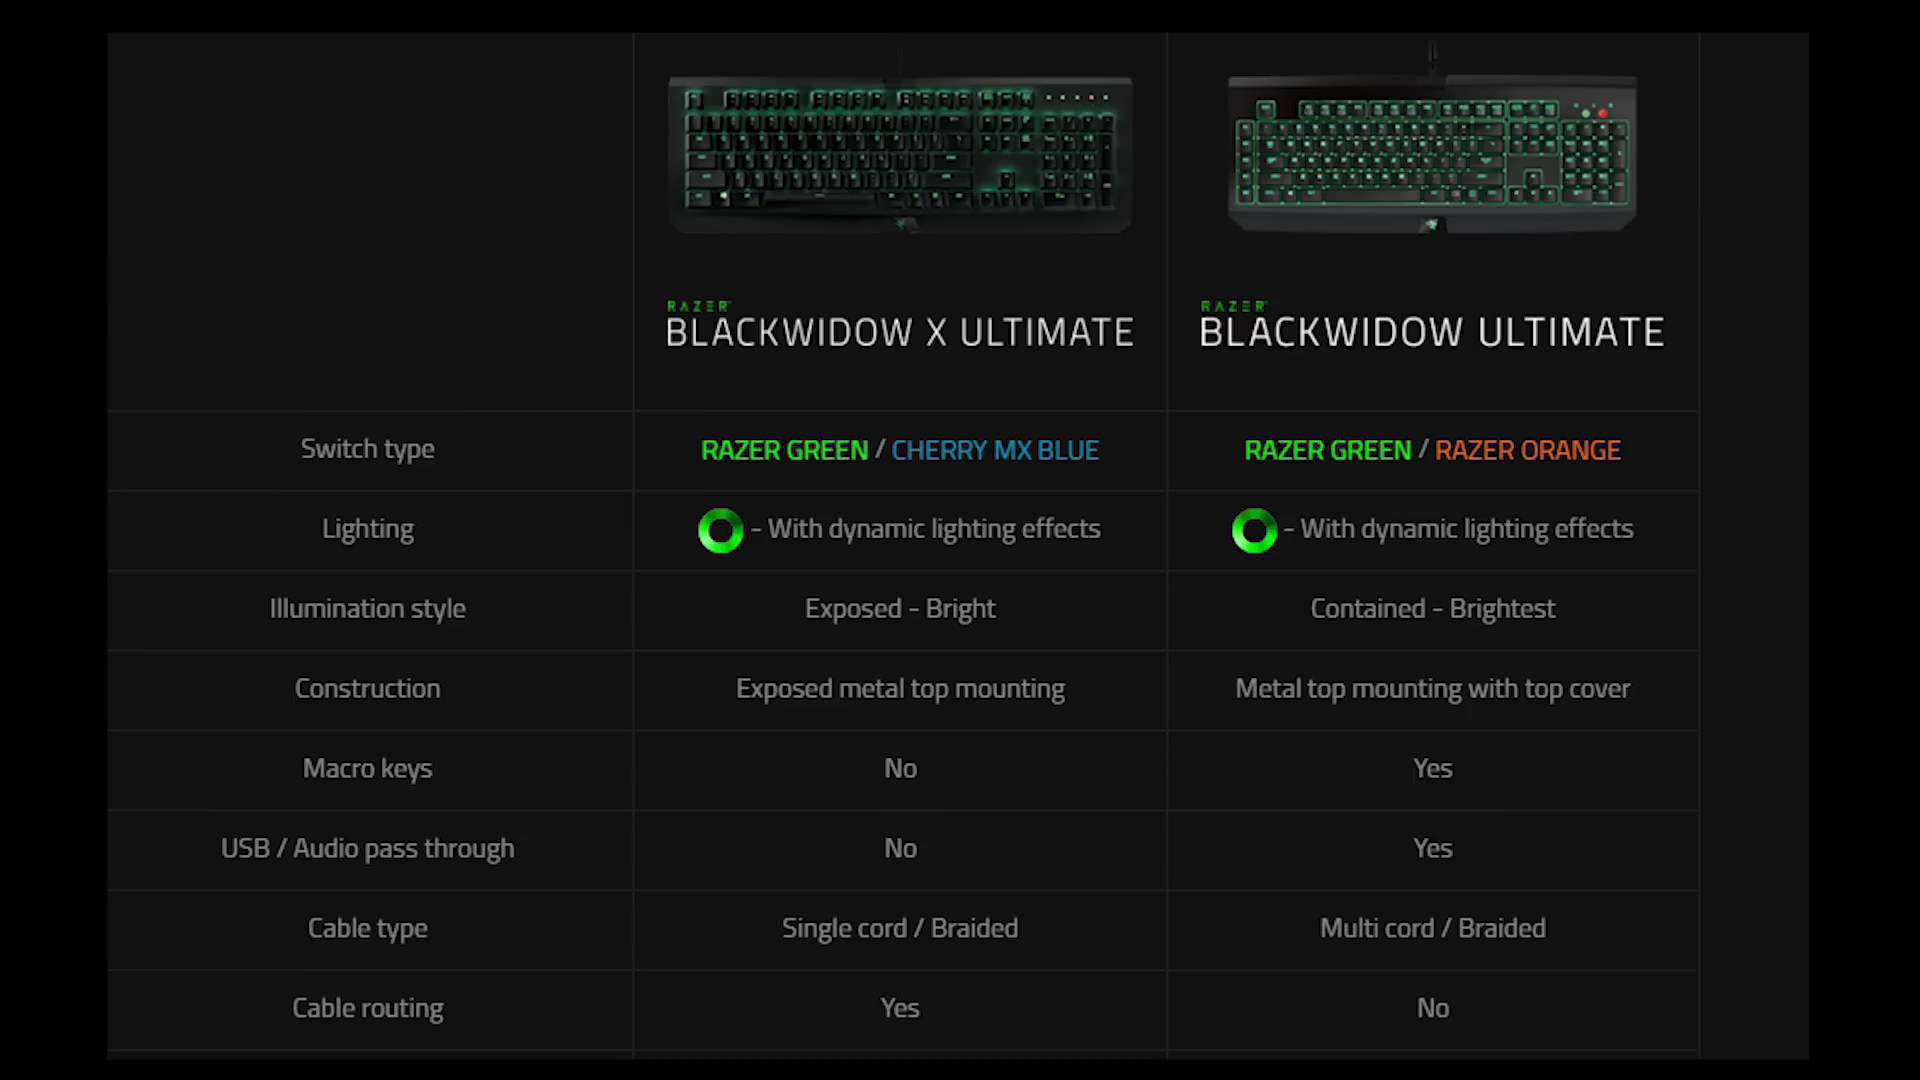 RAZER
BLACKWIDOW X ULTIMATE
RAZER
BLACKWIDOW ULTIMATE
Switch type
RAZER GREEN / CHERRY MX BLUE
RAZER GREEN / RAZER ORANGE
Lighting
- With dynamic lighting effects
- With dynamic lighting effects
Illumination style
Exposed - Bright
Contained - Brightest
Construction
Exposed metal top mounting
Metal top mounting with top cover
Macro keys
No
Yes
USB / Audio pass through
No
Yes
Cable type
Single cord / Braided
Multi cord / Braided
Cable routing
Yes
No